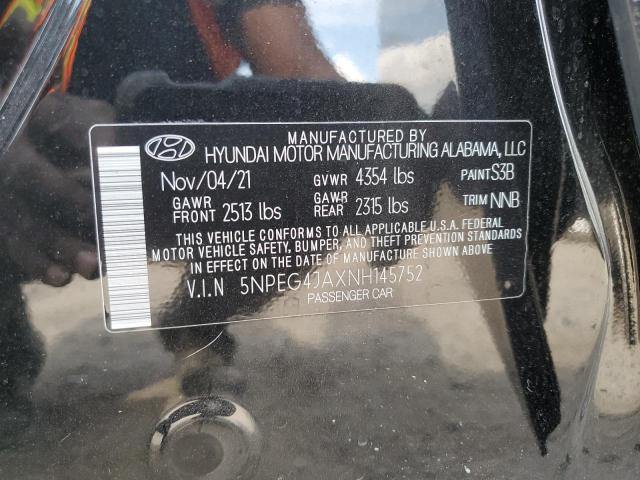 MANUFACTURED BY
HYUNDAI MOTOR MANUFACTURING ALABAMA, LLC
Nov/04/21 GVWR 4354 lbs PAINT S3B
GAWR FRONT 2513 lbs GAWR REAR 2315 lbs TRIM NNB
THIS VEHICLE CONFORMS TO ALL APPLICABLE U.S.A. FEDERAL
MOTOR VEHICLE SAFETY, BUMPER, AND THEFT PREVENTION STANDARDS
IN EFFECT ON THE DATE OF MANUFACTURE SHOWN ABOVE
V.I.N 5NPEG4JAXNH145752
PASSENGER CAR